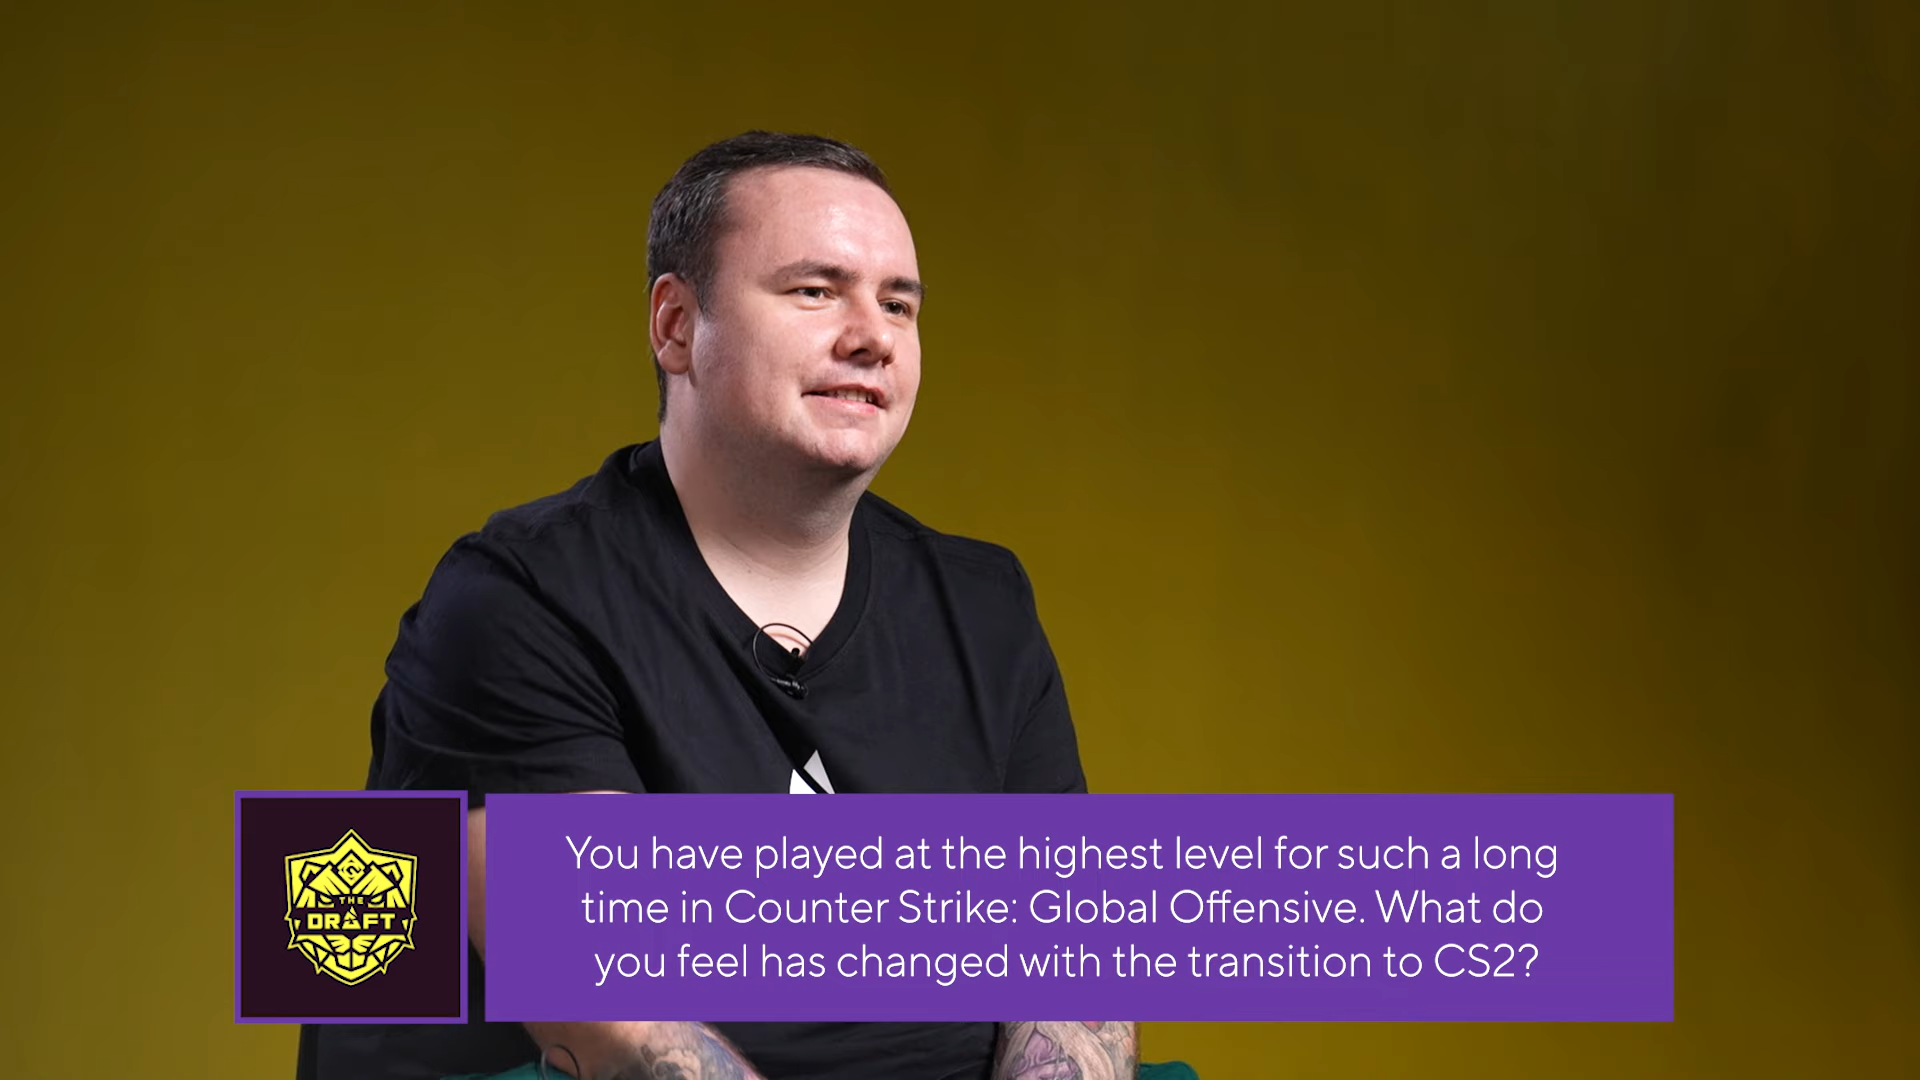 THE
DRAFT
You have played at the highest level for such a long
time in Counter Strike: Global Offensive. What do
you feel has changed with the transition to CS2?